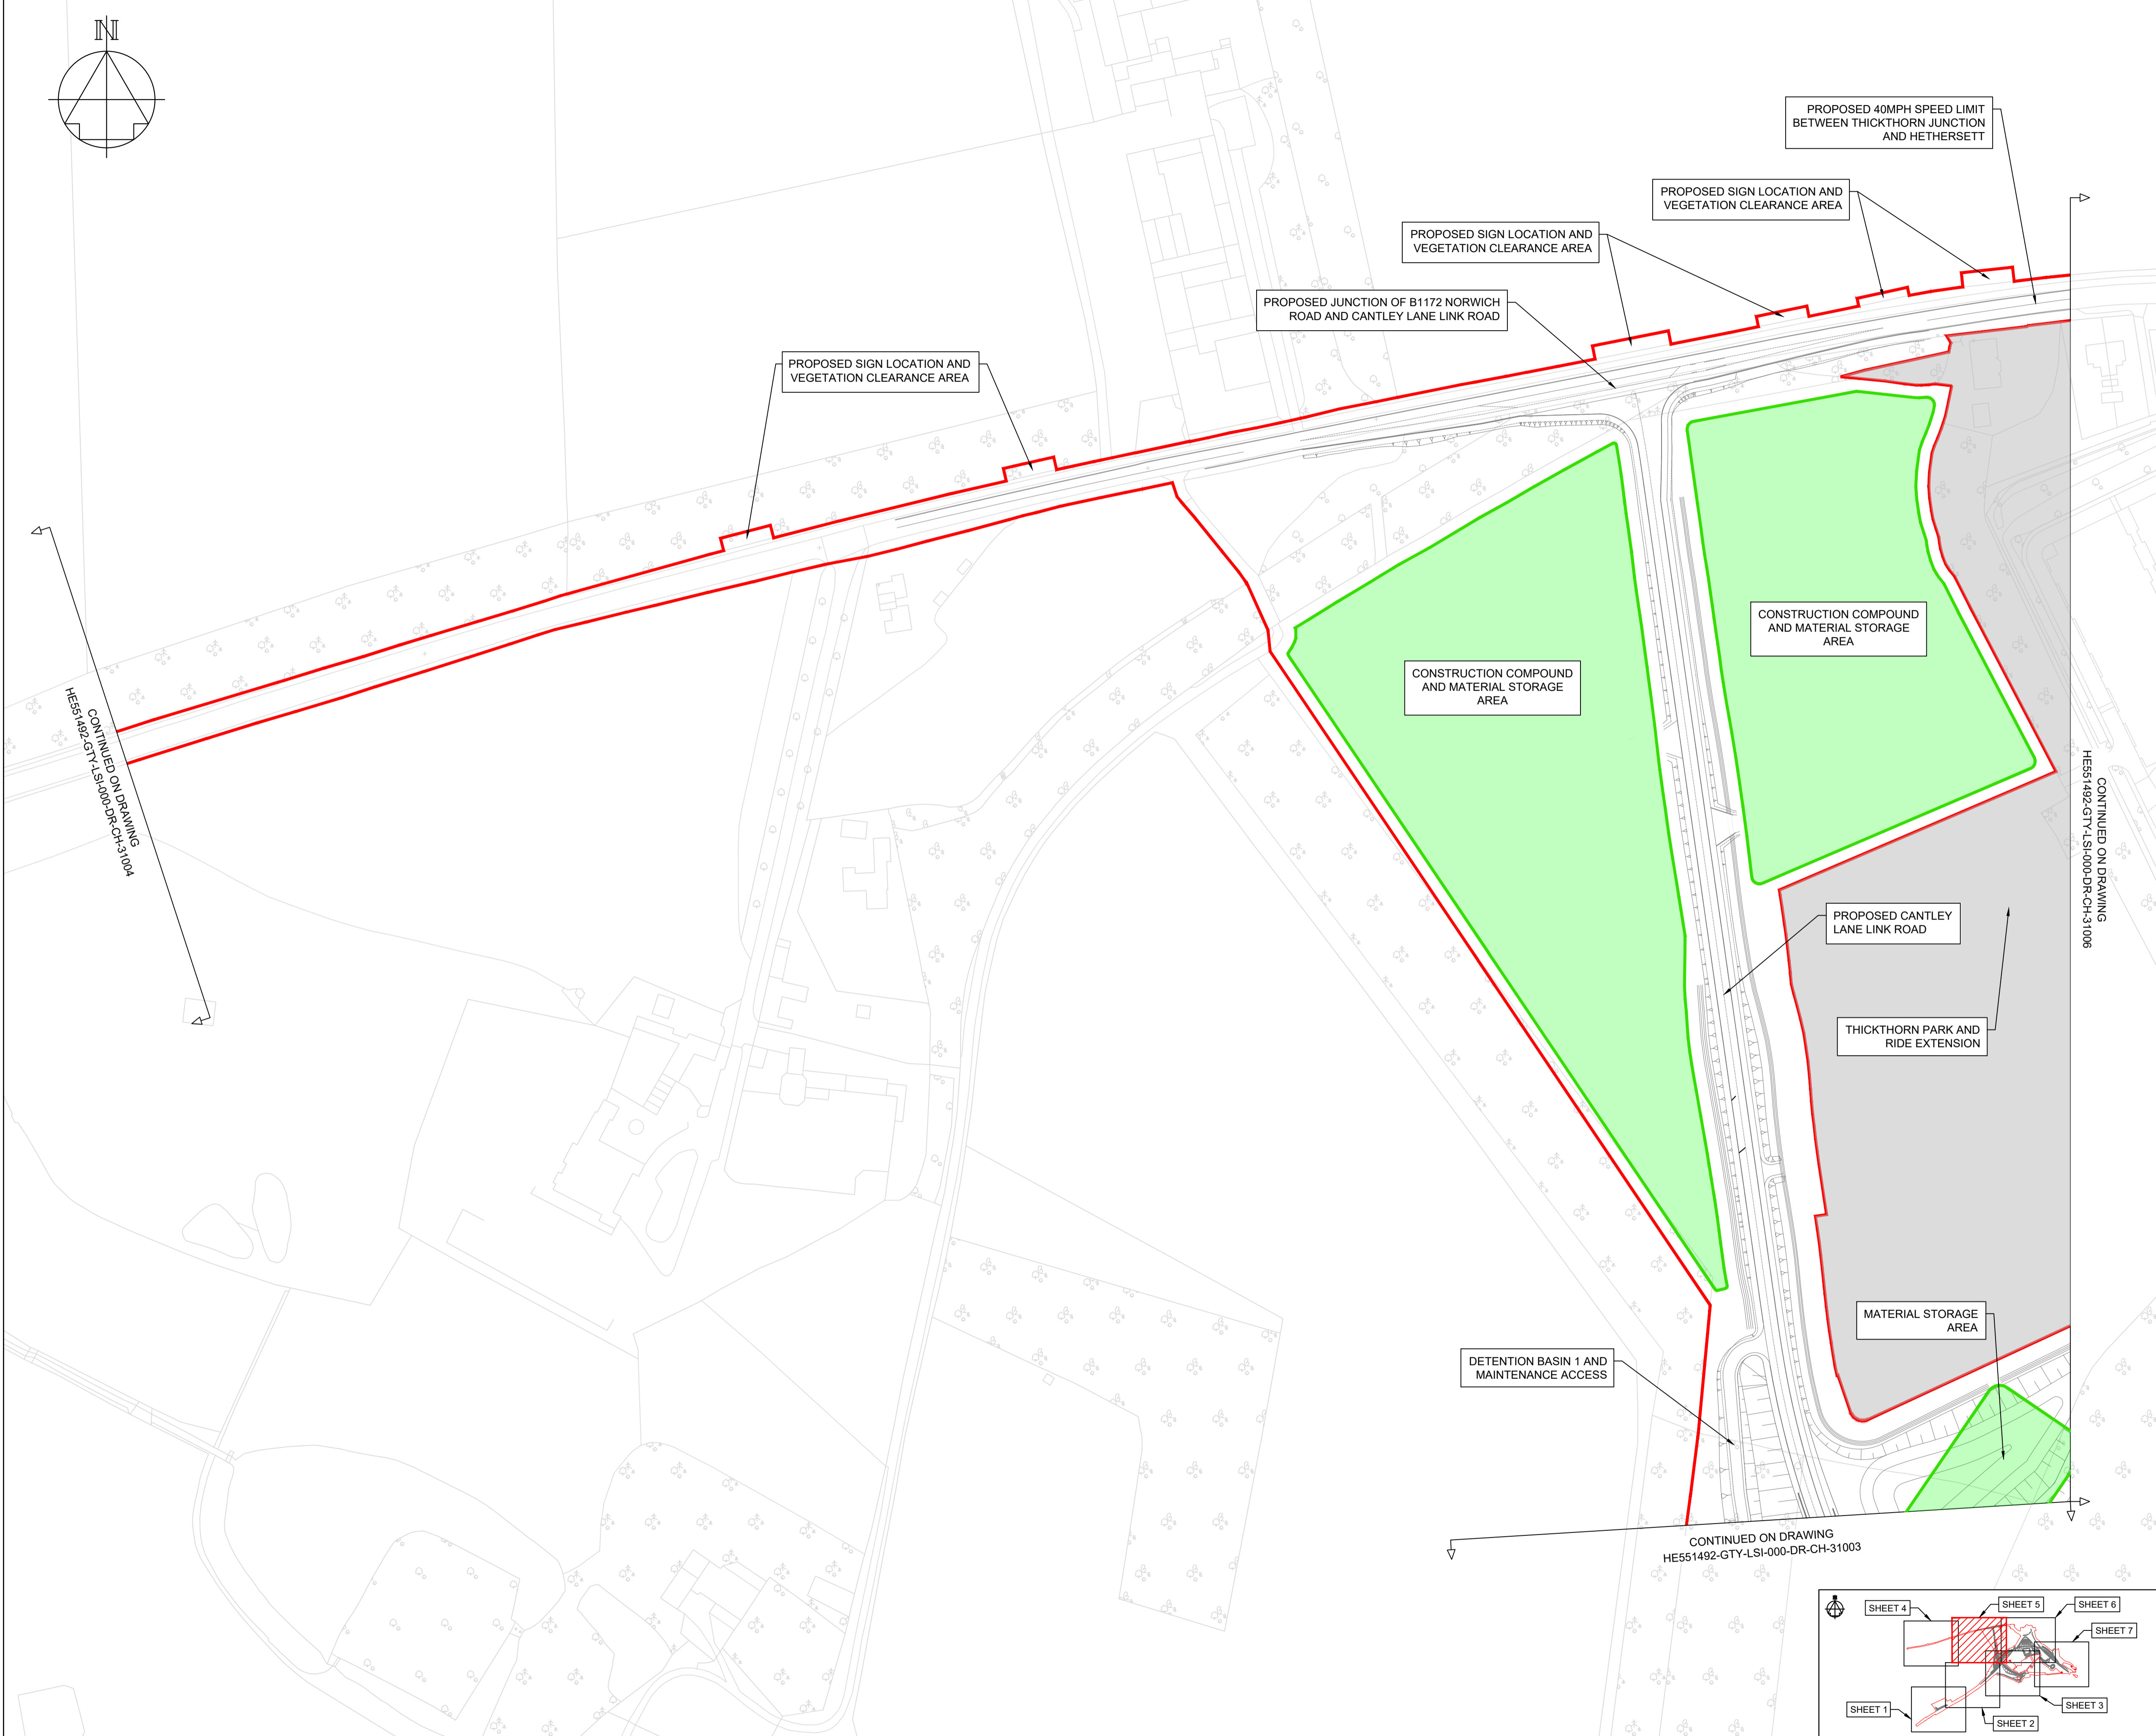 N
PROPOSED 40MPH SPEED LIMIT
BETWEEN THICKTHORN JUNCTION
AND HETHERSETT
PROPOSED SIGN LOCATION AND
VEGETATION CLEARANCE AREA
PROPOSED SIGN LOCATION AND
VEGETATION CLEARANCE AREA
PROPOSED JUNCTION OF B1172 NORWICH
ROAD AND CANTLEY LANE LINK ROAD
PROPOSED SIGN LOCATION AND
VEGETATION CLEARANCE AREA
CONSTRUCTION COMPOUND
AND MATERIAL STORAGE
AREA
CONSTRUCTION COMPOUND
AND MATERIAL STORAGE
AREA
CONTINUED ON DRAWING
HE551492-GTY-LSI-000-DR-CH-31004
CONTINUED ON DRAWING
HE551492-GTY-LSI-000-DR-CH-31006
PROPOSED CANTLEY
LANE LINK ROAD
THICKTHORN PARK AND
RIDE EXTENSION
MATERIAL STORAGE
AREA
DETENTION BASIN 1 AND
MAINTENANCE ACCESS
CONTINUED ON DRAWING
HE551492-GTY-LSI-000-DR-CH-31003
SHEET 4
SHEET 5
SHEET 6
SHEET 7
SHEET 1
SHEET 3
SHEET 2